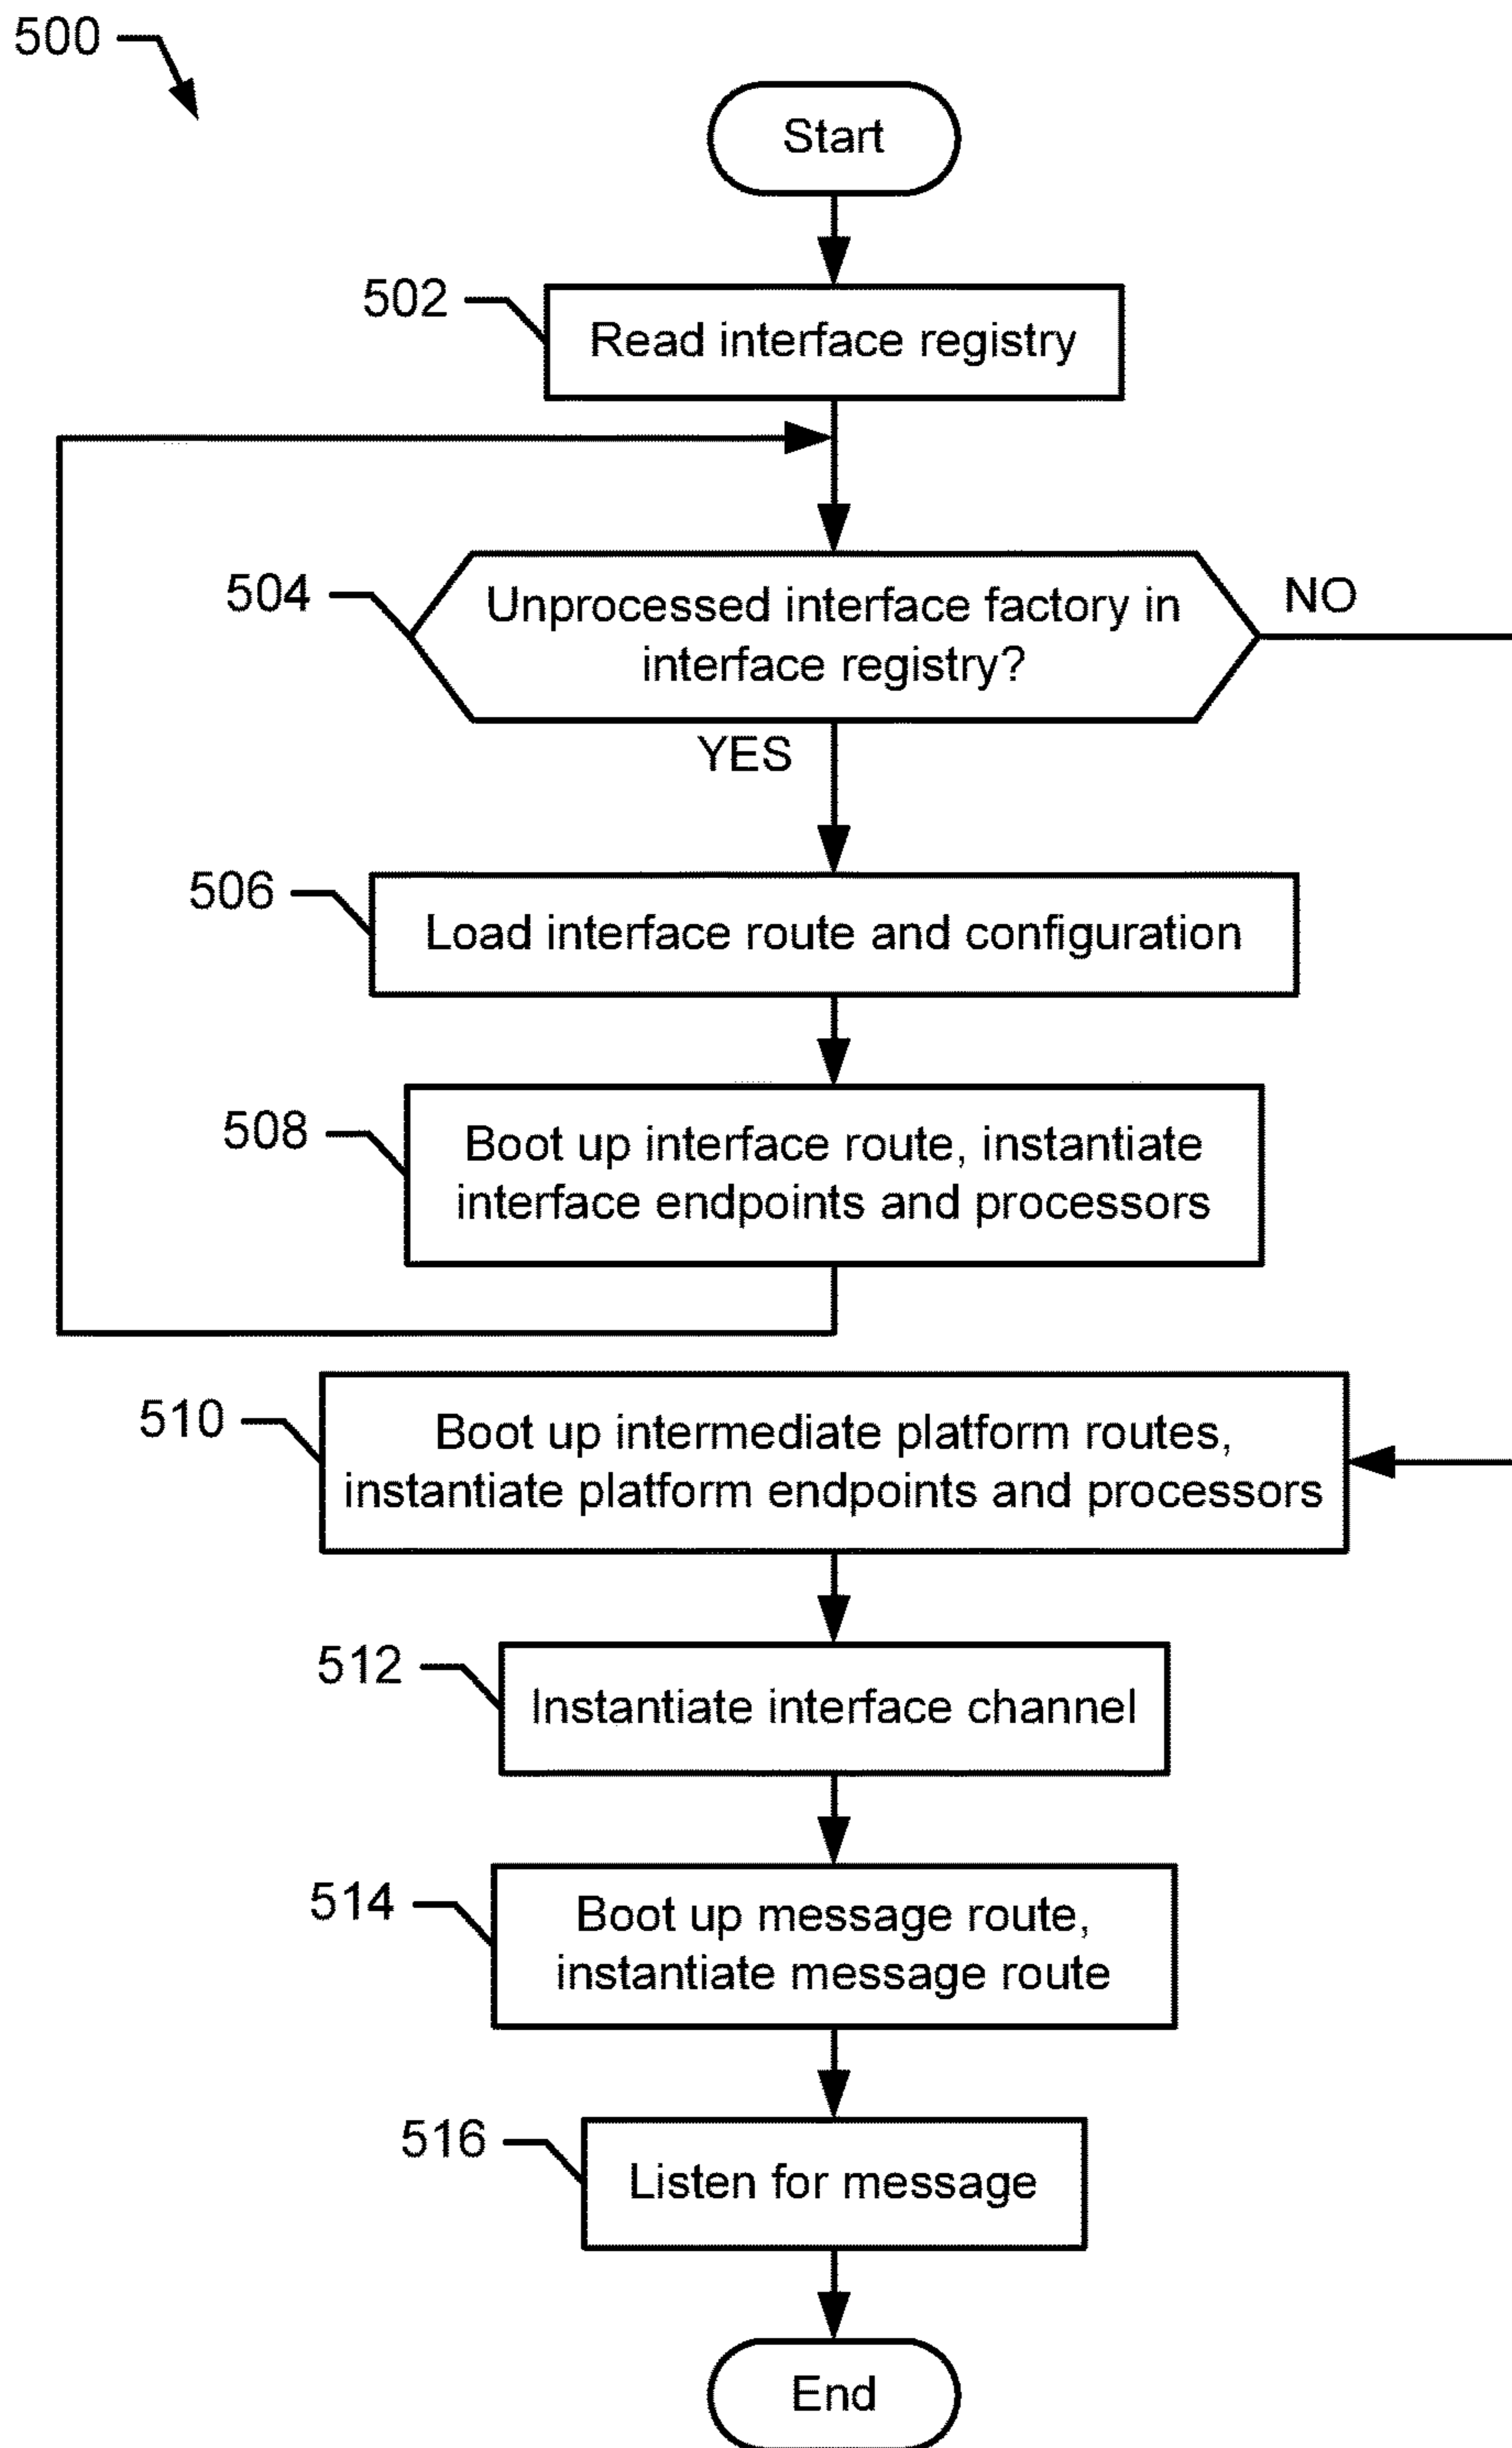 500
Start
502
Read interface registry
504
Unprocessed interface factory in
interface registry?
NO
YES
506
Load interface route and configuration
508
Boot up interface route, instantiate
interface endpoints and processors
510
Boot up intermediate platform routes,
instantiate platform endpoints and processors
512
Instantiate interface channel
514
Boot up message route,
instantiate message route
516
Listen for message
End